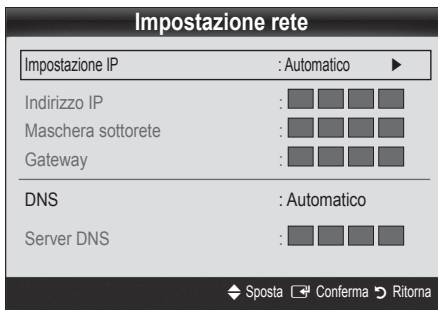 Impostazione rete
Impostazione IP : Automatico ▶
Indirizzo IP :
Maschera sottorete :
Gateway :
DNS : Automatico
Server DNS :
Sposta Conferma Ritorna